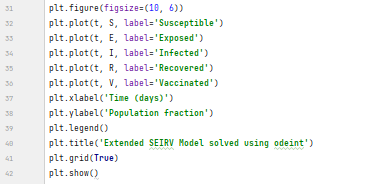 31 plt.figure(figsize=(10, 6))
32 plt.plot(t, S, label='Susceptible')
33 plt.plot(t, E, label='Exposed')
34 plt.plot(t, I, label='Infected')
35 plt.plot(t, R, label='Recovered')
36 plt.plot(t, V, label='Vaccinated')
37 plt.xlabel('Time (days)')
38 plt.ylabel('Population fraction')
39 plt.legend()
40 plt.title('Extended SEIRV Model solved using odeint')
41 plt.grid(True)
42 plt.show()